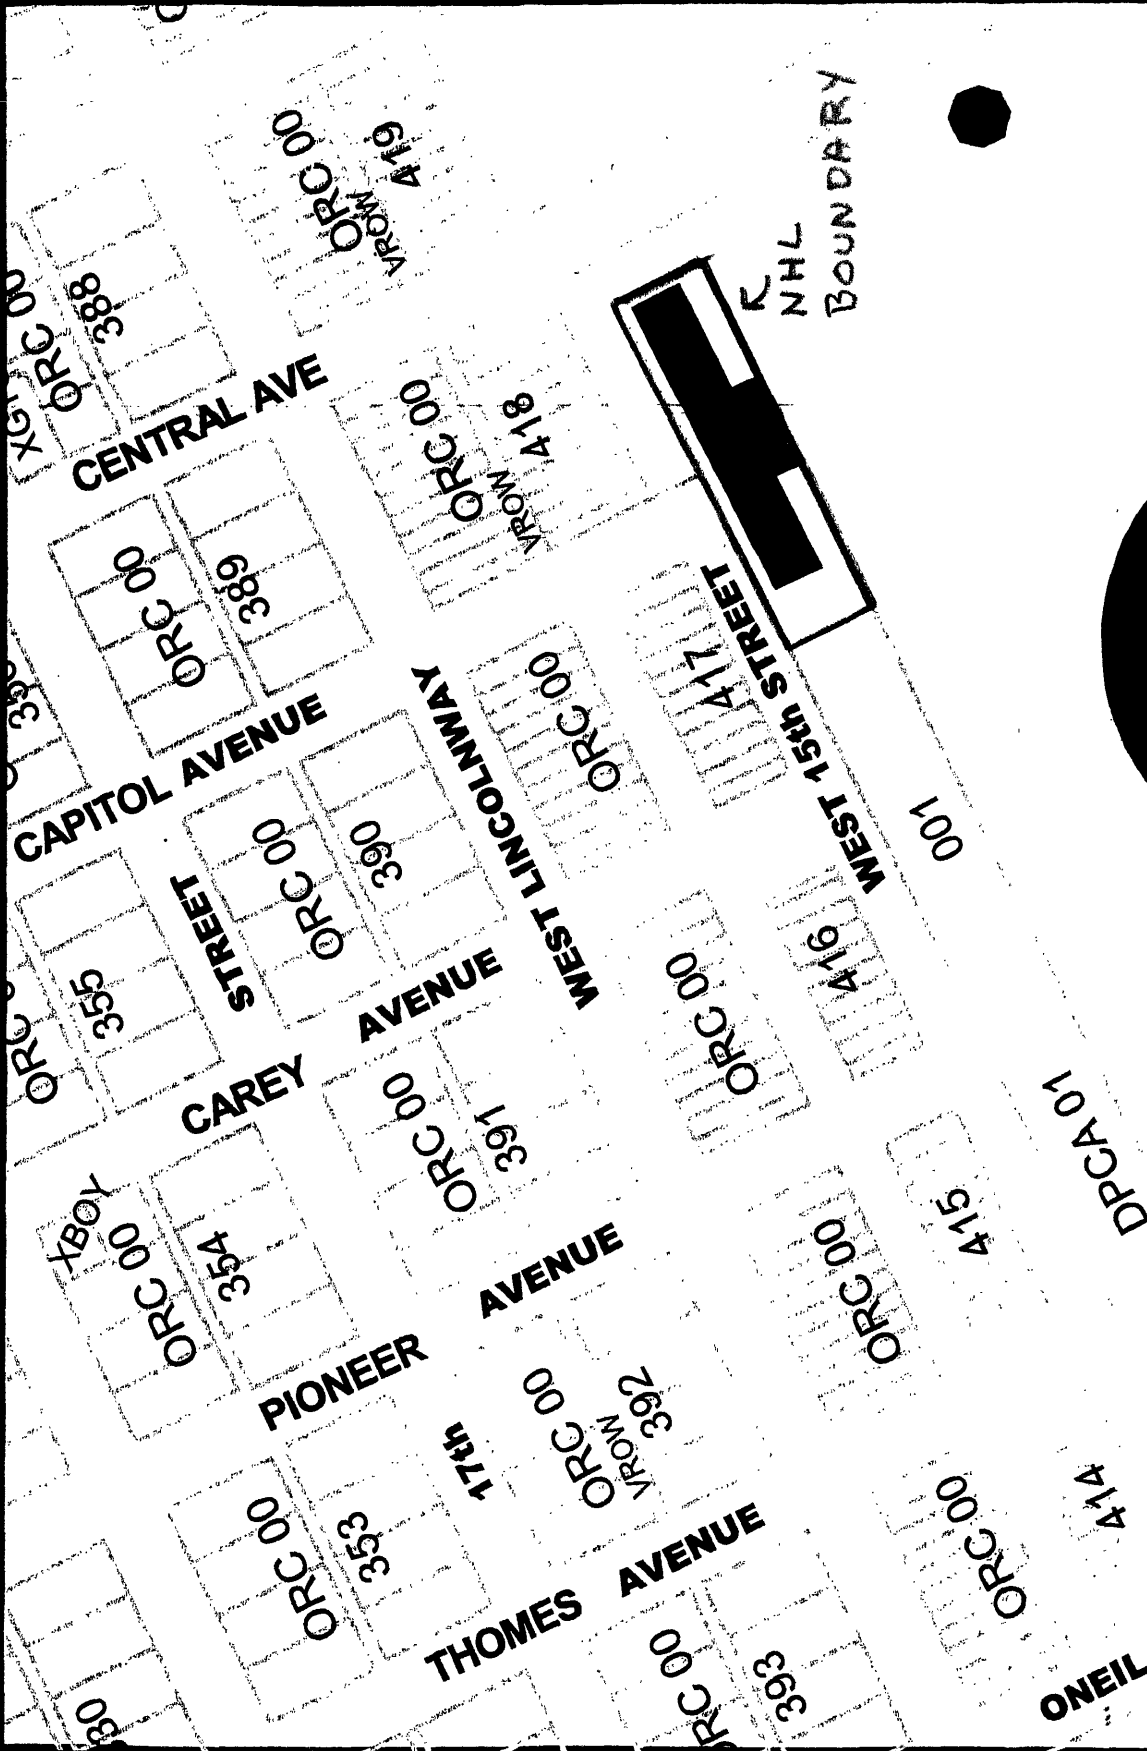 ORC 00
VROW
419
NHL
BOUNDARY
ORC 00
388
CENTRAL AVE
ORC 00
VROW
418
ORC 00
389
CAPITOL AVENUE
WEST LINCOLNWAY
ORC 00
417
WEST 15th STREET
001
ORC 00
390
STREET
355
CAREY AVENUE
ORC 00
416
ORC 00
391
XBOY
ORC 00
354
PIONEER AVENUE
ORC 00
415
DPCA 01
ORC 00
VROW
392
17th
ORC 00
353
THOMES AVENUE
ORC 00
414
ORC 00
393
ONEIL